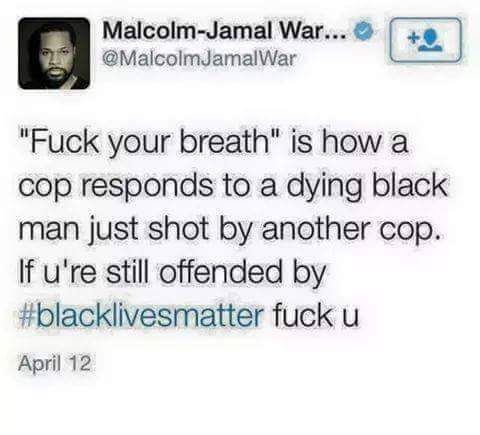 Malcolm-Jamal War...
@MalcolmJamalWar
"Fuck your breath" is how a
cop responds to a dying black
man just shot by another cop.
If u're still offended by
#blacklivesmatter fuck u
April 12